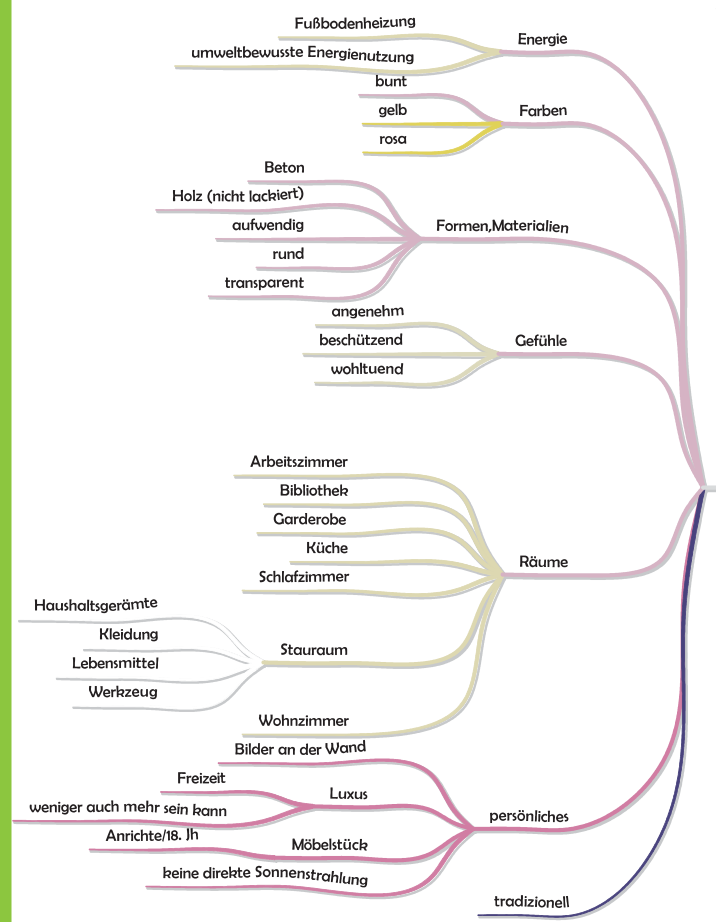 Fußbodenheizung
Energie
umweltbewusste Energienutzung
bunt
gelb
Farben
rosa
Beton
Holz (nicht lackiert)
aufwendig
Formen,Materialien
rund
transparent
angenehm
beschützend
Gefühle
wohltuend
Arbeitszimmer
Bibliothek
Garderobe
Küche
Räume
Schlafzimmer
Haushaltsgerämte
Kleidung
Stauraum
Lebensmittel
Werkzeug
Wohnzimmer
Bilder an der Wand
Freizeit
Luxus
weniger auch mehr sein kann
persönliches
Anrichte/18. Jh
Möbelstück
keine direkte Sonnenstrahlung
tradizionell